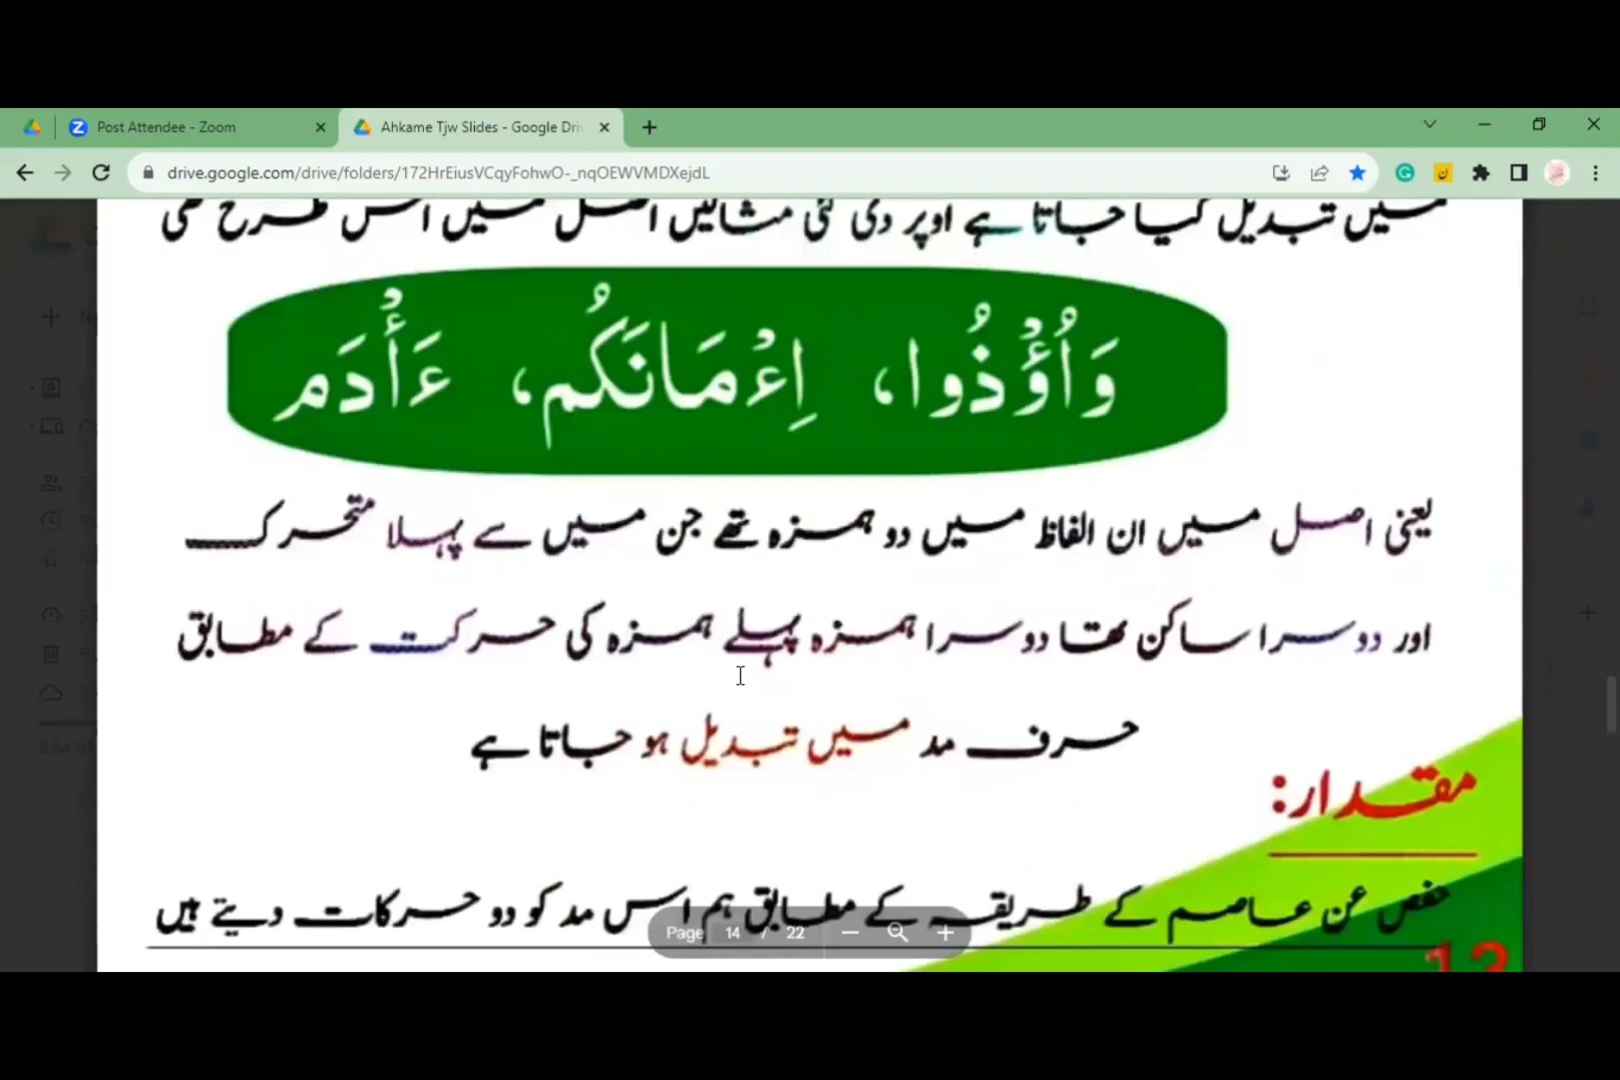 Post Attendee - Zoom
Ahkame Tjw Slides - Google Dri
drive.google.com/drive/folders/172HrEiusVCqyFohwO-_nqOEWVMDXejdL
میں تبدیل کیا جاتا ہے اوپر دی گئی مثالیں اصل میں اس طرح تھی
وَأُؤْذُوا، اِءْمَانَكُم، ءَأْدَم
یعنی اصل میں ان الفاظ میں دو ہمزہ تھے جن میں سے پہلا متحرک
اور دوسرا ساکن تھا دوسرا ہمزہ پہلے ہمزہ کی حرکت کے مطابق
حرف مد میں تبدیل ہو جاتا ہے
مقدار:
حفص عن عاصم کے طریقہ کے مطابق ہم اس مد کو دو حرکات دیتے ہیں
Page 14 / 22
13